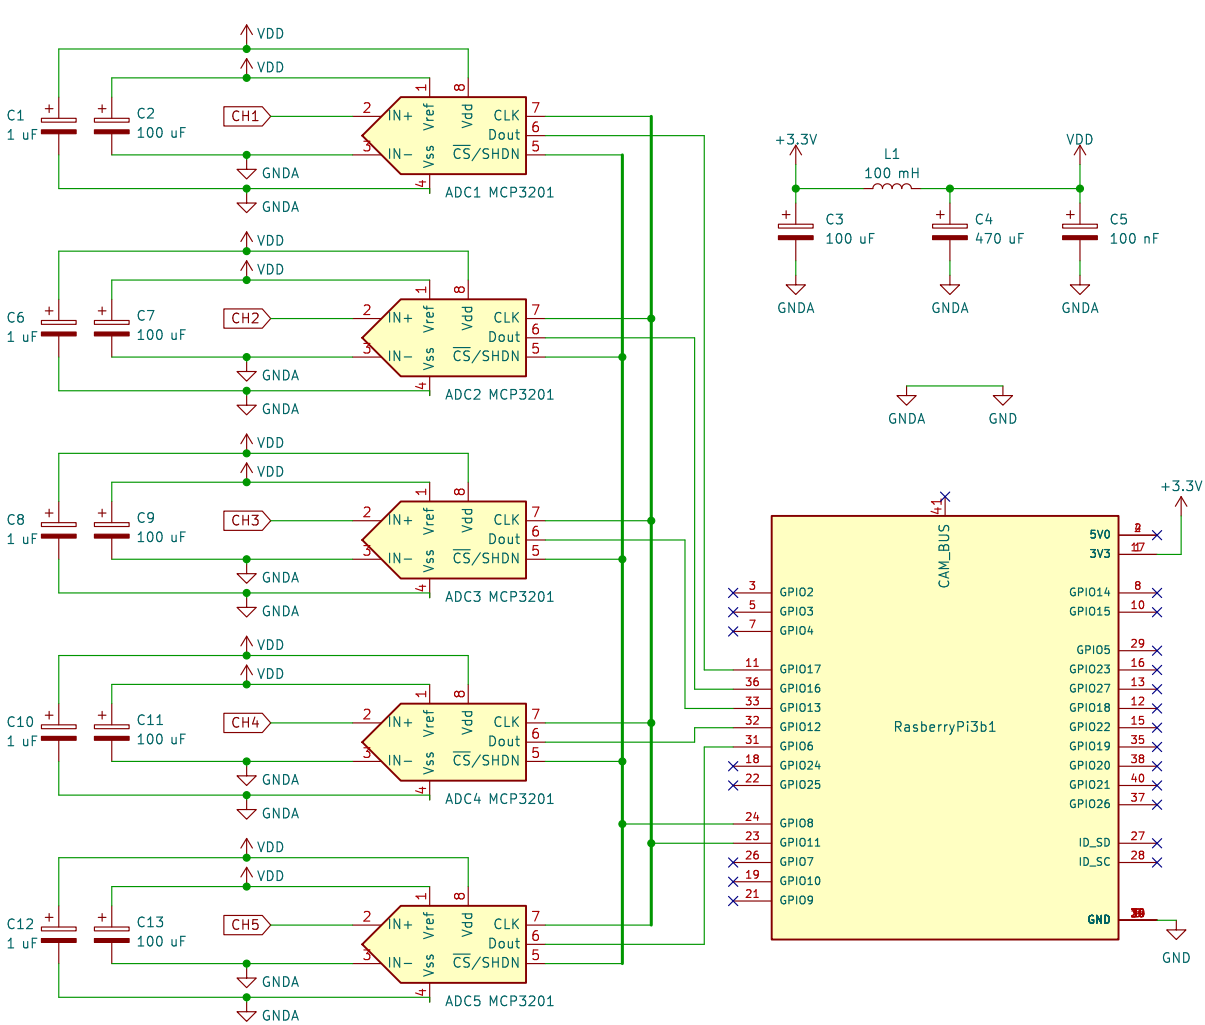 VDD
VDD
C1
1 uF
C2
100 uF
CH1
2
3
IN+
IN-
1
Vref
8
Vdd
Vss
4
CLK
Dout
CS/SHDN
7
6
5
ADC1 MCP3201
GNDA
GNDA
VDD
VDD
C6
1 uF
C7
100 uF
CH2
2
3
IN+
IN-
1
Vref
8
Vdd
Vss
4
CLK
Dout
CS/SHDN
7
6
5
ADC2 MCP3201
GNDA
GNDA
VDD
VDD
C8
1 uF
C9
100 uF
CH3
2
3
IN+
IN-
1
Vref
8
Vdd
Vss
4
CLK
Dout
CS/SHDN
7
6
5
ADC3 MCP3201
GNDA
GNDA
VDD
VDD
C10
1 uF
C11
100 uF
CH4
2
3
IN+
IN-
1
Vref
8
Vdd
Vss
4
CLK
Dout
CS/SHDN
7
6
5
ADC4 MCP3201
GNDA
GNDA
VDD
VDD
C12
1 uF
C13
100 uF
CH5
2
3
IN+
IN-
1
Vref
8
Vdd
Vss
4
CLK
Dout
CS/SHDN
7
6
5
ADC5 MCP3201
GNDA
GNDA
+3.3V
L1
100 mH
VDD
C3
100 uF
C4
470 uF
C5
100 nF
GNDA
GNDA
GNDA
GNDA
GND
+3.3V
41
CAM_BUS
RasberryPi3b1
3 GPIO2
5 GPIO3
7 GPIO4
11 GPIO17
36 GPIO16
33 GPIO13
32 GPIO12
31 GPIO6
18 GPIO24
22 GPIO25
24 GPIO8
23 GPIO11
26 GPIO7
19 GPIO10
21 GPIO9
5V0
3V3 17
GPIO14 8
GPIO15 10
GPIO5 29
GPIO23 16
GPIO27 13
GPIO18 12
GPIO22 15
GPIO19 35
GPIO20 38
GPIO21 40
GPIO26 37
ID_SD 27
ID_SC 28
GND
GND